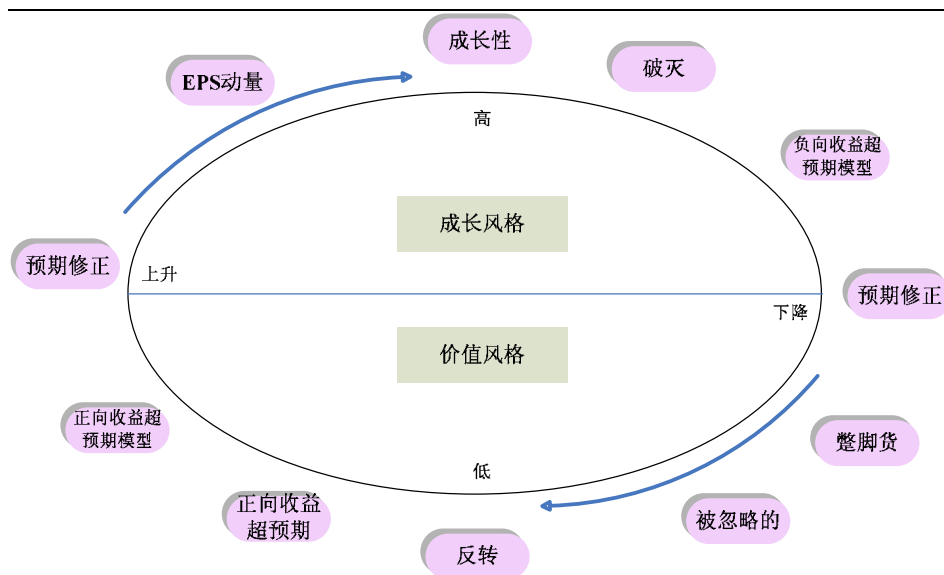 成长性
破灭
EPS动量
高
负向收益超
预期模型
成长风格
预期修正
上升
预期修正
下降
价值风格
正向收益超
预期模型
蹩脚货
低
正向收益
超预期
被忽略的
反转